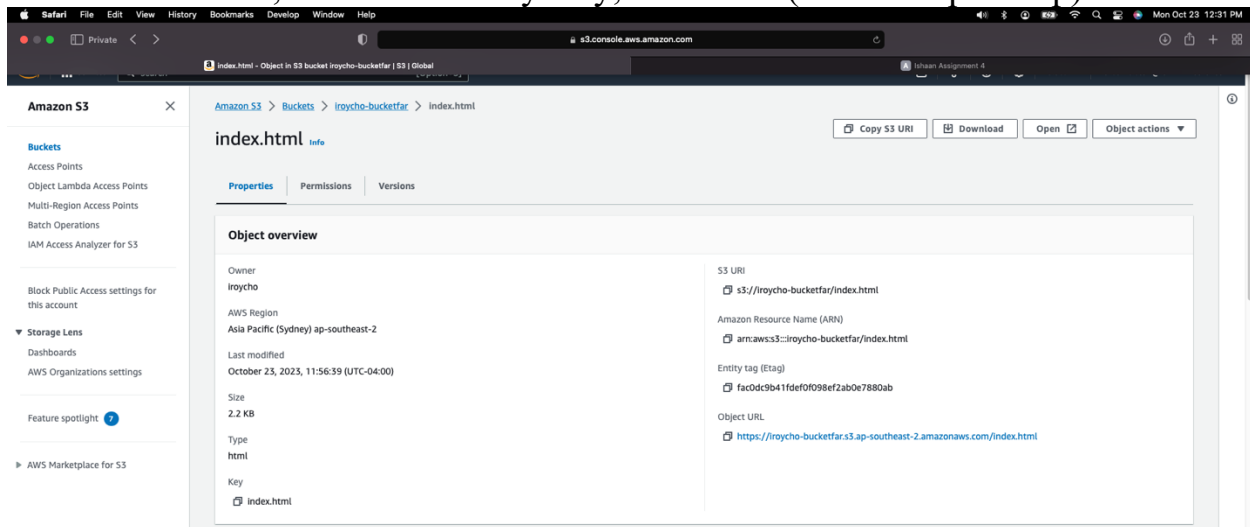 Safari File Edit View History Bookmarks Develop Window Help
Mon Oct 23 12:31 PM
Private
s3.console.aws.amazon.com
index.html - Object in S3 bucket iroycho-bucketfar | S3 | Global
Ishaan Assignment 4
Amazon S3
Buckets
Access Points
Object Lambda Access Points
Multi-Region Access Points
Batch Operations
IAM Access Analyzer for S3
Block Public Access settings for
this account
Storage Lens
Dashboards
AWS Organizations settings
Feature spotlight 7
AWS Marketplace for S3
Amazon S3 > Buckets > iroycho-bucketfar > index.html
index.html Info
Copy S3 URI Download Open Object actions
Properties Permissions Versions
Object overview
Owner
iroycho
AWS Region
Asia Pacific (Sydney) ap-southeast-2
Last modified
October 23, 2023, 11:56:39 (UTC-04:00)
Size
2.2 KB
Type
html
Key
index.html
S3 URI
s3://iroycho-bucketfar/index.html
Amazon Resource Name (ARN)
arn:aws:s3:::iroycho-bucketfar/index.html
Entity tag (Etag)
fac0dc9b41fdef0f098ef2ab0e7880ab
Object URL
https://iroycho-bucketfar.s3.ap-southeast-2.amazonaws.com/index.html